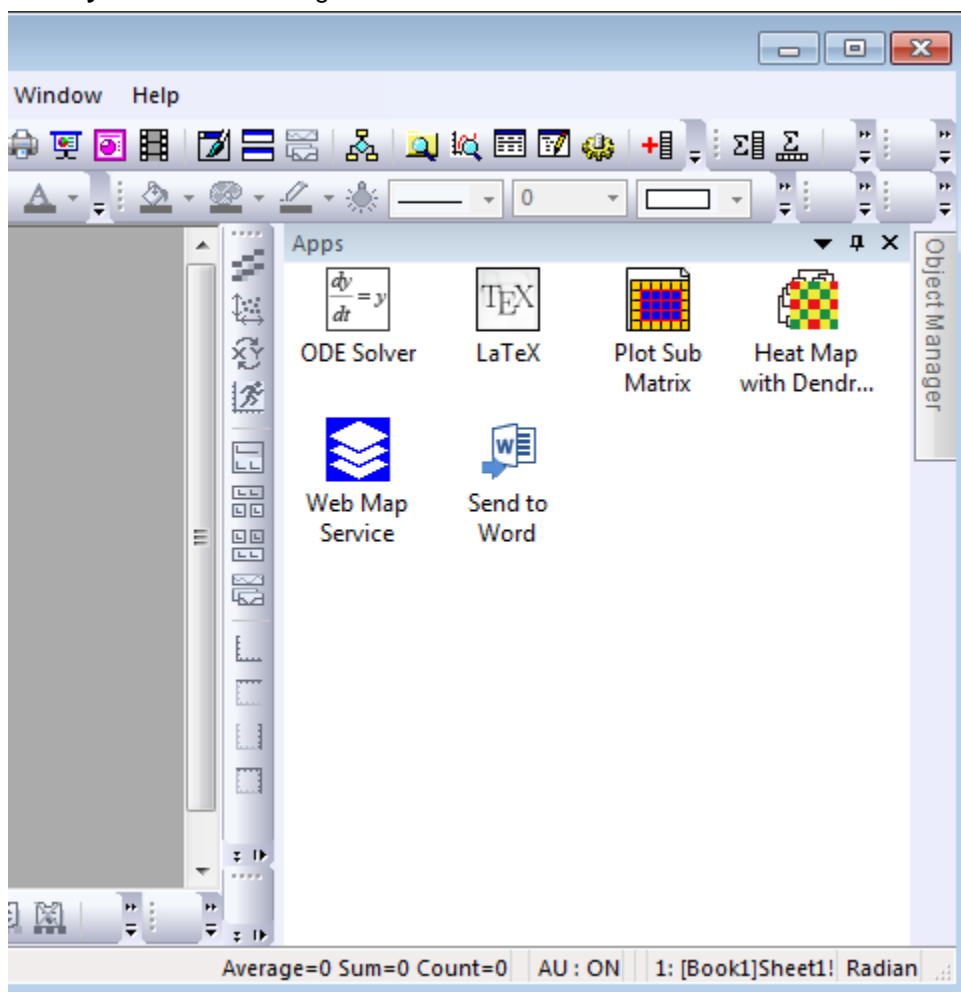 Window Help
A
0
Apps
Object Manager
dy/dt = y
TEX
ODE Solver
LaTeX
Plot Sub
Matrix
Heat Map
with Dendr...
W
Web Map
Service
Send to
Word
Average=0 Sum=0 Count=0 AU : ON 1: [Book1]Sheet1! Radian